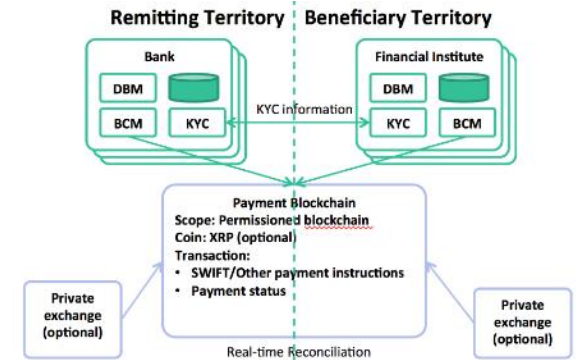 Remitting Territory
Beneficiary Territory
Bank
DBM
BCM
KYC
KYC information
Financial Institute
DBM
KYC
BCM
Payment Blockchain
Scope: Permissioned blockchain
Coin: XRP (optional)
Transaction:
• SWIFT/Other payment instructions
• Payment status
Private
exchange
(optional)
Private
exchange
(optional)
Real-time Reconciliation